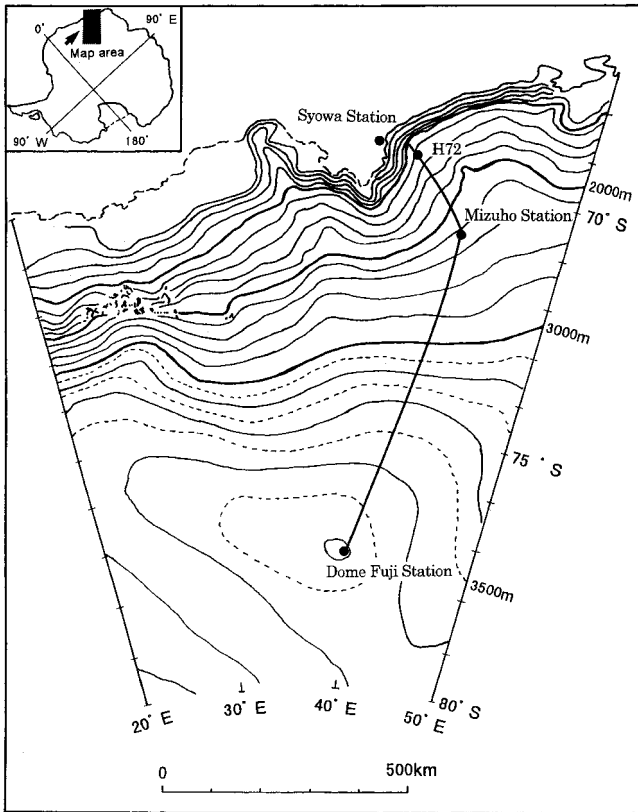 0°
90° E
Map area
90° W
180°
Syowa Station
H72
2000m
70° S
Mizuho Station
3000m
75 ° S
Dome Fuji Station
3500m
80° S
20° E
30° E
40° E
50° E
0
500km